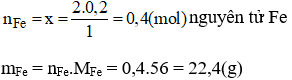 n_Fe = x = \frac{2.0,2}{1} = 0,4(mol) nguyên tử Fe
m_Fe = n_Fe.M_Fe = 0,4.56 = 22,4(g)